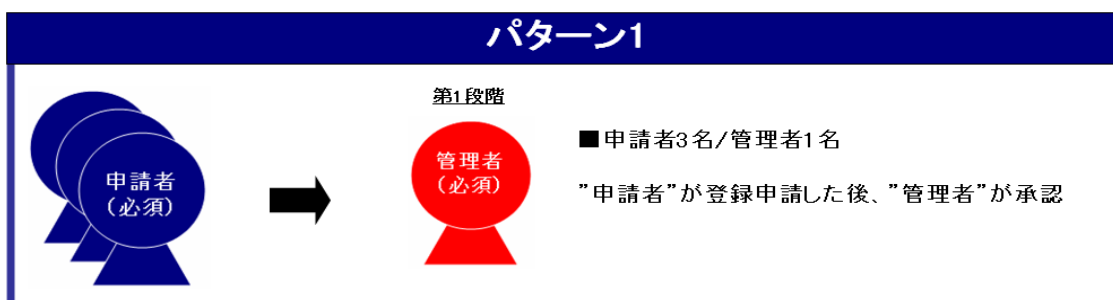 パターン1
第1段階
申請者
(必須)
管理者
(必須)
■申請者3名/管理者1名
”申請者”が登録申請した後、”管理者”が承認